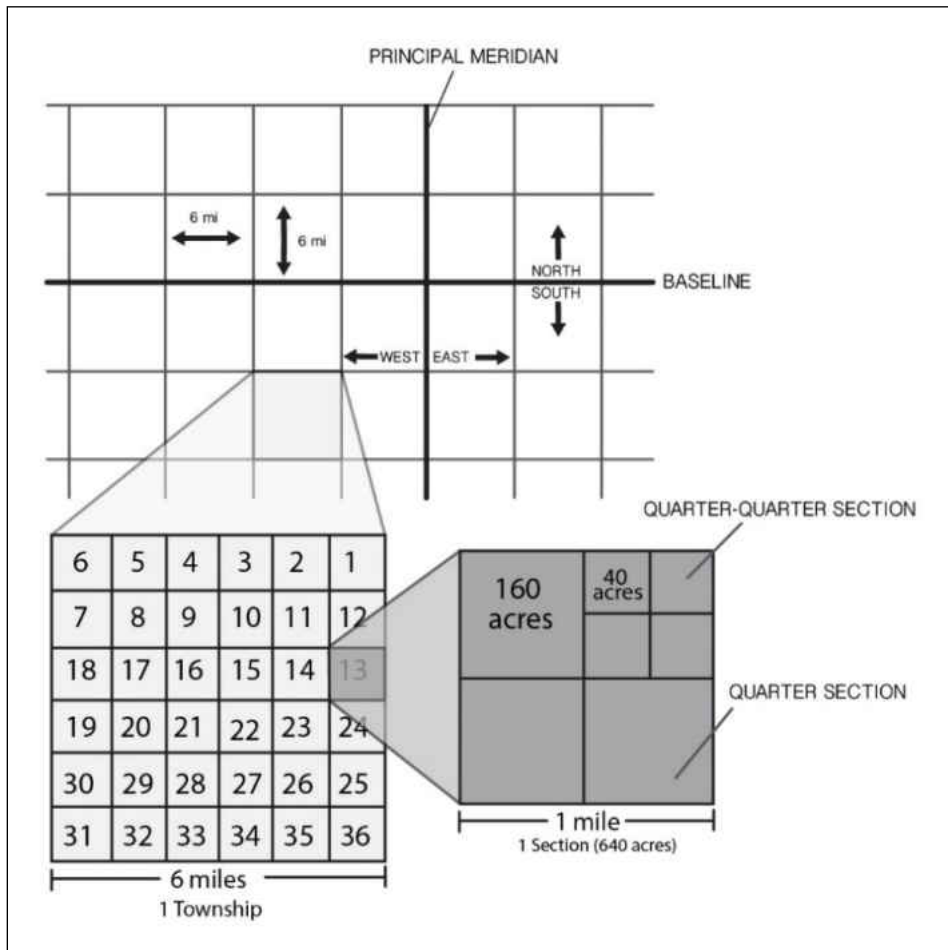 PRINCIPAL MERIDIAN
6 mi
6 mi
NORTH
SOUTH
BASELINE
WEST EAST
QUARTER-QUARTER SECTION
6 5 4 3 2 1
7 8 9 10 11 12
18 17 16 15 14 13
19 20 21 22 23 24
30 29 28 27 26 25
31 32 33 34 35 36
160
acres
40
acres
QUARTER SECTION
1 mile
1 Section (640 acres)
6 miles
1 Township